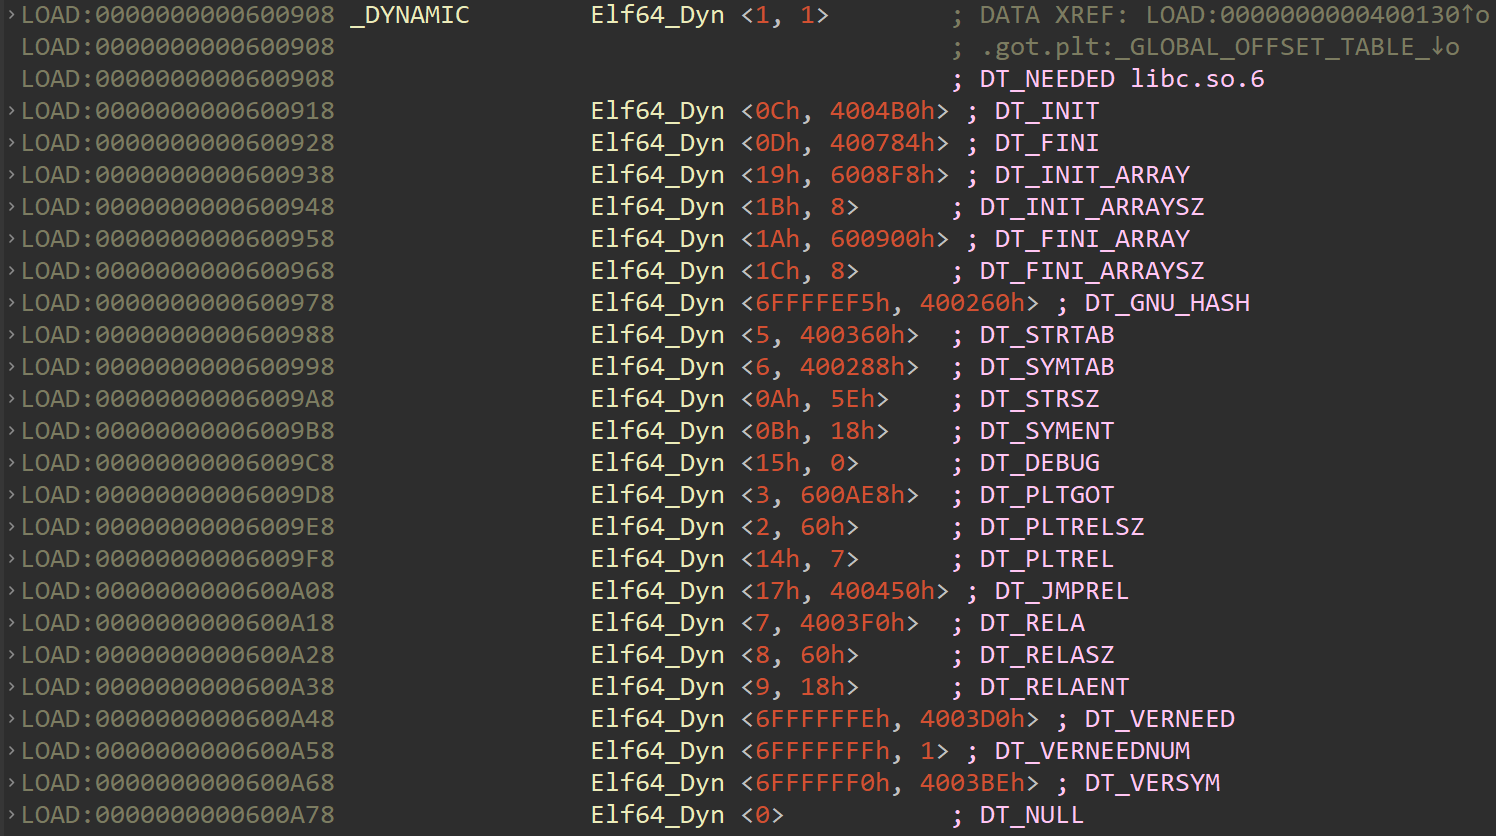 LOAD:0000000000600908 _DYNAMIC Elf64_Dyn <1, 1> ; DATA XREF: LOAD:0000000000400130↑o
LOAD:0000000000600908 ; .got.plt:_GLOBAL_OFFSET_TABLE_↓o
LOAD:0000000000600908 ; DT_NEEDED libc.so.6
LOAD:0000000000600918 Elf64_Dyn <0Ch, 4004B0h> ; DT_INIT
LOAD:0000000000600928 Elf64_Dyn <0Dh, 400784h> ; DT_FINI
LOAD:0000000000600938 Elf64_Dyn <19h, 6008F8h> ; DT_INIT_ARRAY
LOAD:0000000000600948 Elf64_Dyn <1Bh, 8> ; DT_INIT_ARRAYSZ
LOAD:0000000000600958 Elf64_Dyn <1Ah, 600900h> ; DT_FINI_ARRAY
LOAD:0000000000600968 Elf64_Dyn <1Ch, 8> ; DT_FINI_ARRAYSZ
LOAD:0000000000600978 Elf64_Dyn <6FFFFEF5h, 400260h> ; DT_GNU_HASH
LOAD:0000000000600988 Elf64_Dyn <5, 400360h> ; DT_STRTAB
LOAD:0000000000600998 Elf64_Dyn <6, 400288h> ; DT_SYMTAB
LOAD:00000000006009A8 Elf64_Dyn <0Ah, 5Eh> ; DT_STRSZ
LOAD:00000000006009B8 Elf64_Dyn <0Bh, 18h> ; DT_SYMENT
LOAD:00000000006009C8 Elf64_Dyn <15h, 0> ; DT_DEBUG
LOAD:00000000006009D8 Elf64_Dyn <3, 600AE8h> ; DT_PLTGOT
LOAD:00000000006009E8 Elf64_Dyn <2, 60h> ; DT_PLTRELSZ
LOAD:00000000006009F8 Elf64_Dyn <14h, 7> ; DT_PLTREL
LOAD:0000000000600A08 Elf64_Dyn <17h, 400450h> ; DT_JMPREL
LOAD:0000000000600A18 Elf64_Dyn <7, 4003F0h> ; DT_RELA
LOAD:0000000000600A28 Elf64_Dyn <8, 60h> ; DT_RELASZ
LOAD:0000000000600A38 Elf64_Dyn <9, 18h> ; DT_RELAENT
LOAD:0000000000600A48 Elf64_Dyn <6FFFFFFEh, 4003D0h> ; DT_VERNEED
LOAD:0000000000600A58 Elf64_Dyn <6FFFFFFFh, 1> ; DT_VERNEEDNUM
LOAD:0000000000600A68 Elf64_Dyn <6FFFFFF0h, 4003BEh> ; DT_VERSYM
LOAD:0000000000600A78 Elf64_Dyn <0> ; DT_NULL